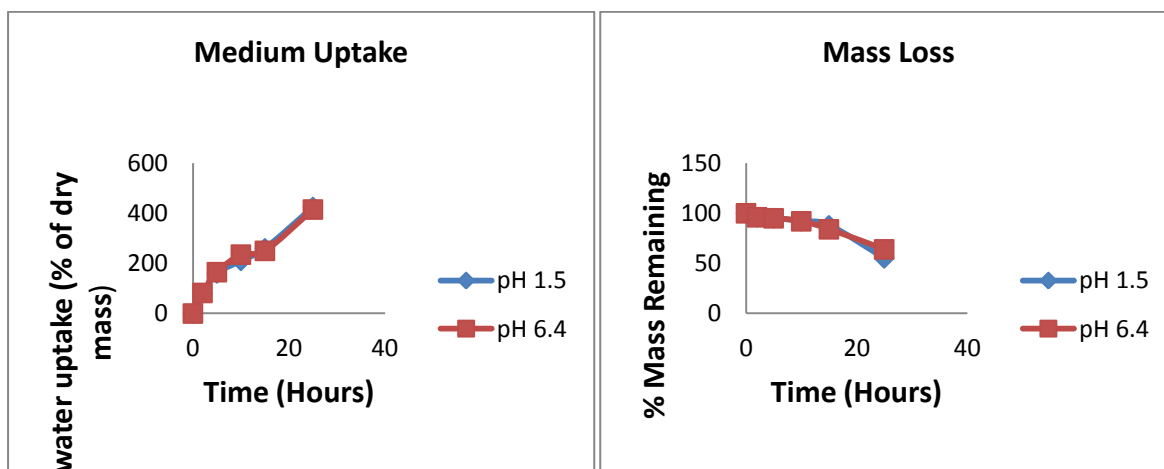 Medium Uptake
water uptake (% of dry
mass)
600
400
200
0
0
20
40
Time (Hours)
pH 1.5
pH 6.4
Mass Loss
% Mass Remaining
150
100
50
0
0
20
40
Time (Hours)
pH 1.5
pH 6.4